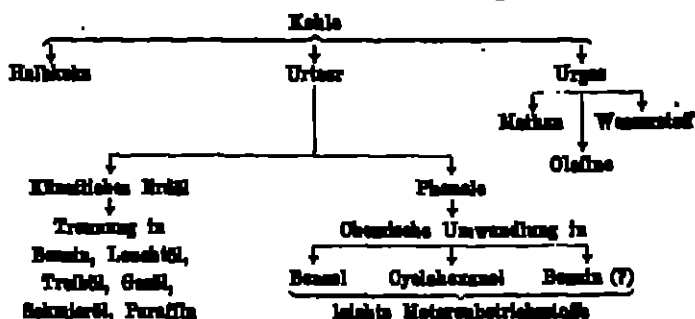 Kohle
Halbkoks Urteer Urgas
Methan Wasserstoff
Olefine
Künstliches Erdöl Phenole
Trennung in Chemische Umwandlung in
Benzin, Leuchtöl,
Treiböl, Gasöl, Benzol Cyclohexanol Benzin (?)
Schmieröl, Paraffin leichte Motorenbetriebsstoffe